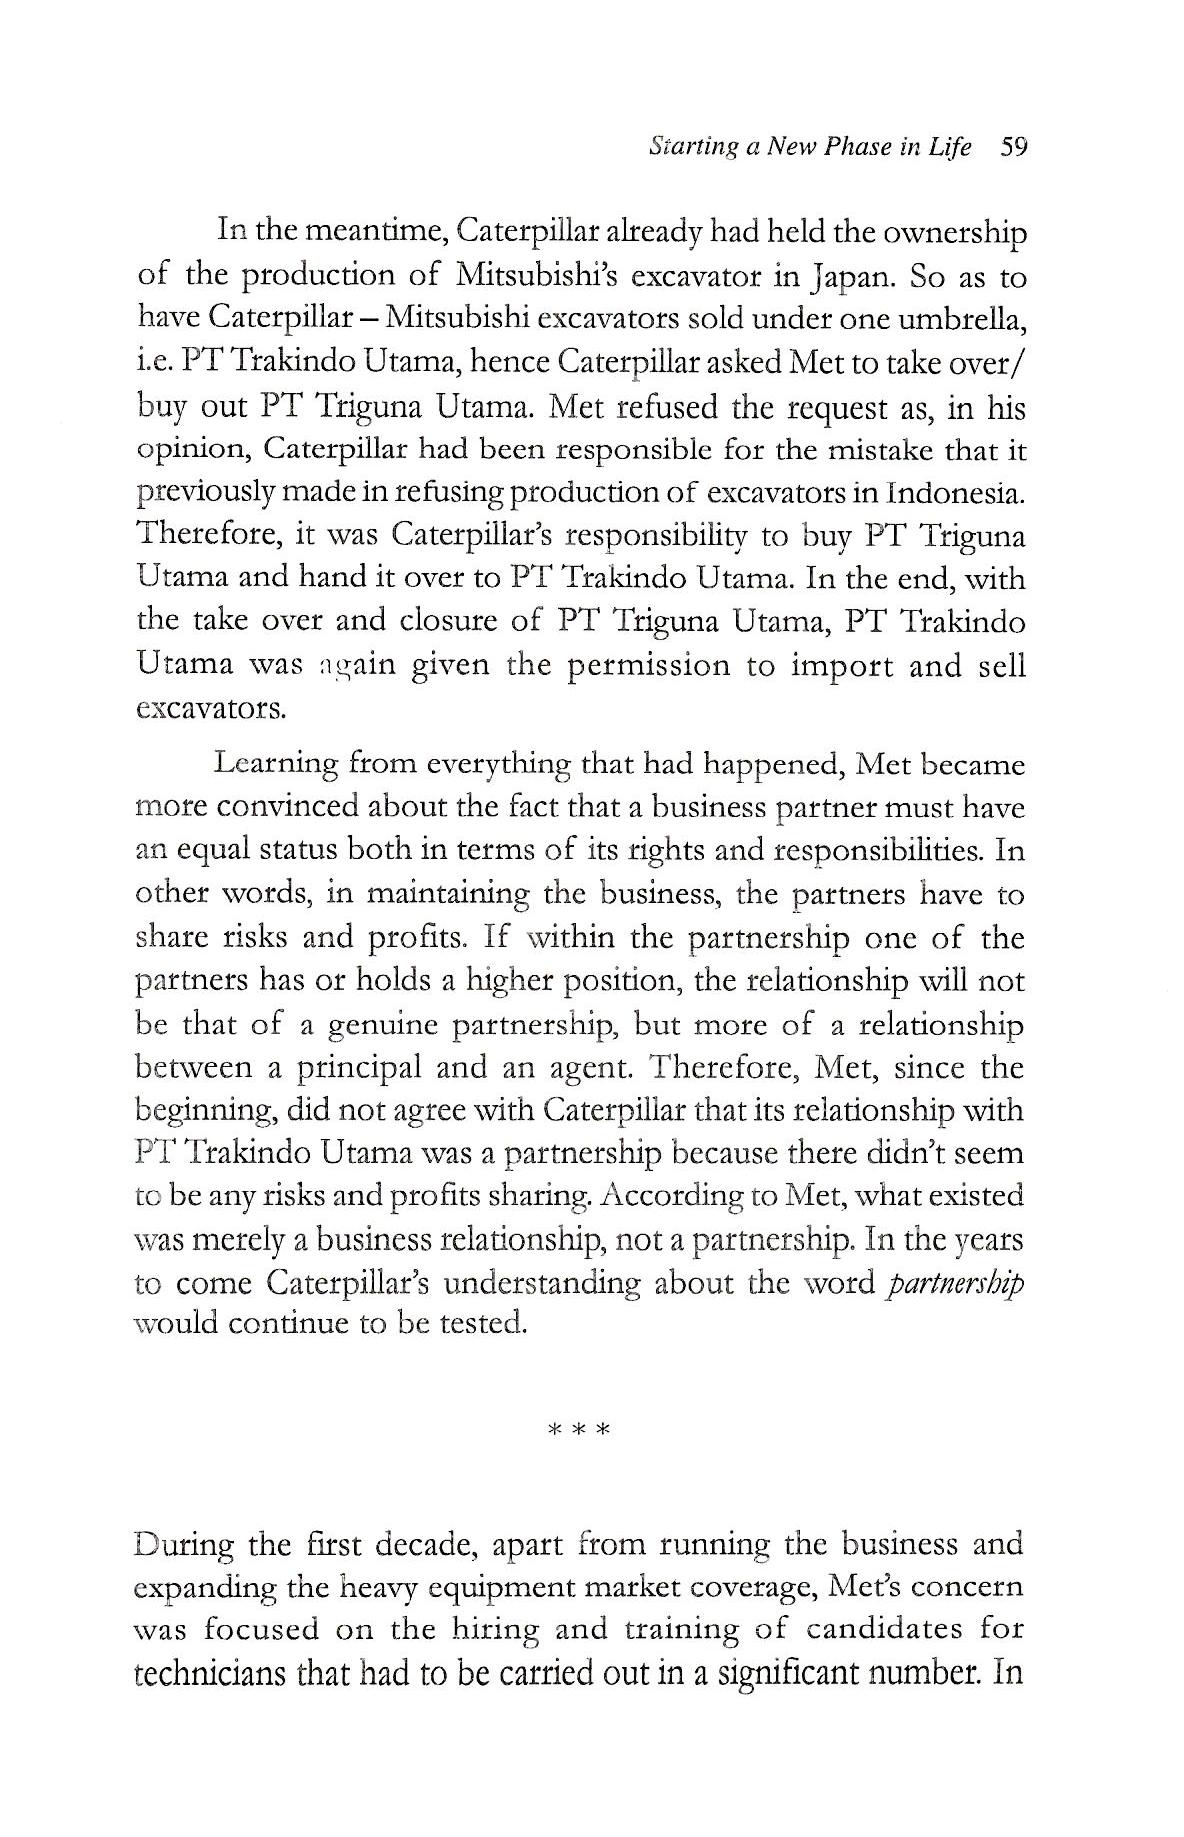 Starting a New Phase in Life 59
In the meantime, Caterpillar already had held the ownership
of the production of Mitsubishi's excavator in Japan. So as to
have Caterpillar – Mitsubishi excavators sold under one umbrella,
i.e. PT Trakindo Utama, hence Caterpillar asked Met to take over/
buy out PT Triguna Utama. Met refused the request as, in his
opinion, Caterpillar had been responsible for the mistake that it
previously made in refusing production of excavators in Indonesia.
Therefore, it was Caterpillar's responsibility to buy PT Triguna
Utama and hand it over to PT Trakindo Utama. In the end, with
the take over and closure of PT Triguna Utama, PT Trakindo
Utama was again given the permission to import and sell
excavators.
Learning from everything that had happened, Met became
more convinced about the fact that a business partner must have
an equal status both in terms of its rights and responsibilities. In
other words, in maintaining the business, the partners have to
share risks and profits. If within the partnership one of the
partners has or holds a higher position, the relationship will not
be that of a genuine partnership, but more of a relationship
between a principal and an agent. Therefore, Met, since the
beginning, did not agree with Caterpillar that its relationship with
PT Trakindo Utama was a partnership because there didn't seem
to be any risks and profits sharing. According to Met, what existed
was merely a business relationship, not a partnership. In the years
to come Caterpillar's understanding about the word partnership
would continue to be tested.
* * *
During the first decade, apart from running the business and
expanding the heavy equipment market coverage, Met's concern
was focused on the hiring and training of candidates for
technicians that had to be carried out in a significant number. In